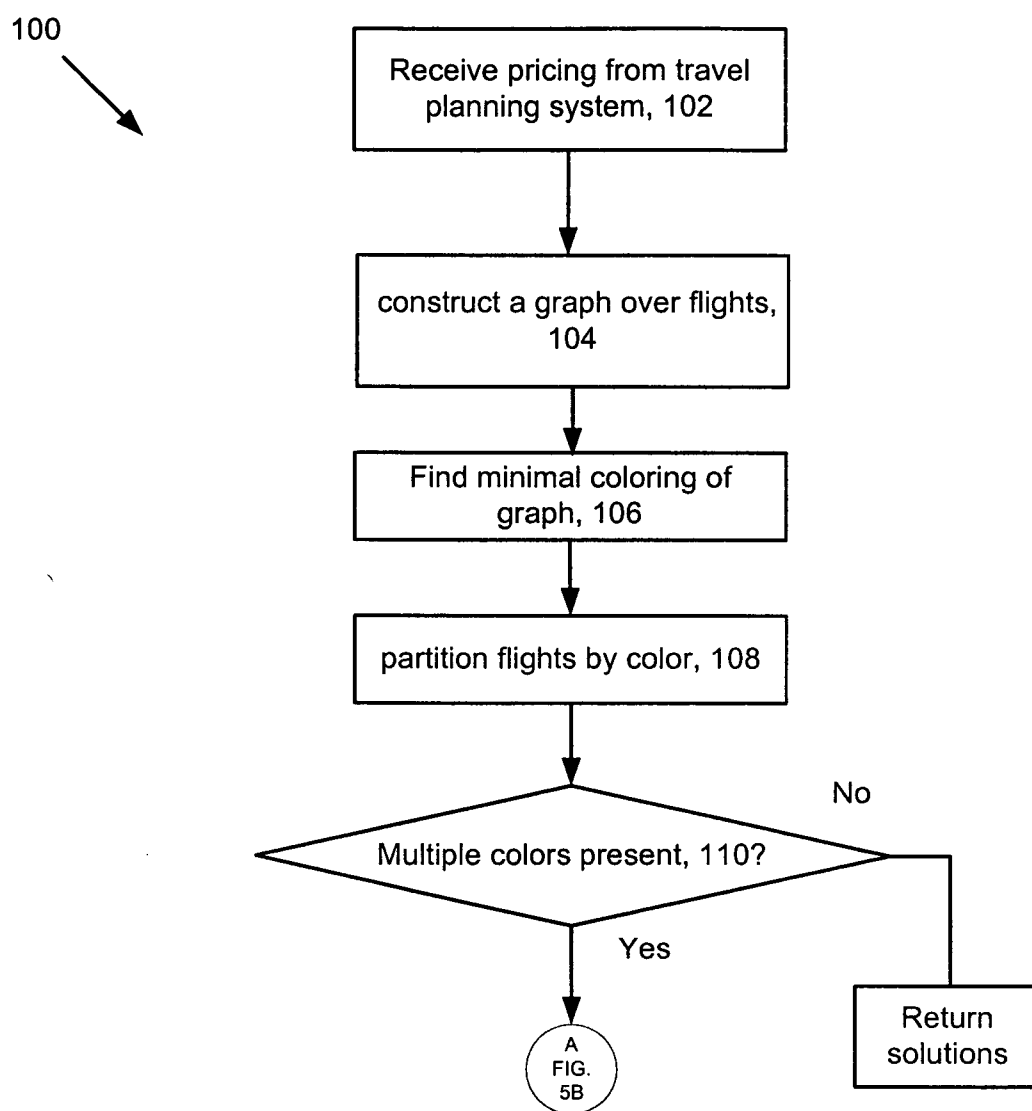 100
Receive pricing from travel
planning system, 102
construct a graph over flights,
104
Find minimal coloring of
graph, 106
partition flights by color, 108
No
Multiple colors present, 110?
Yes
Return
solutions
A
FIG.
5B